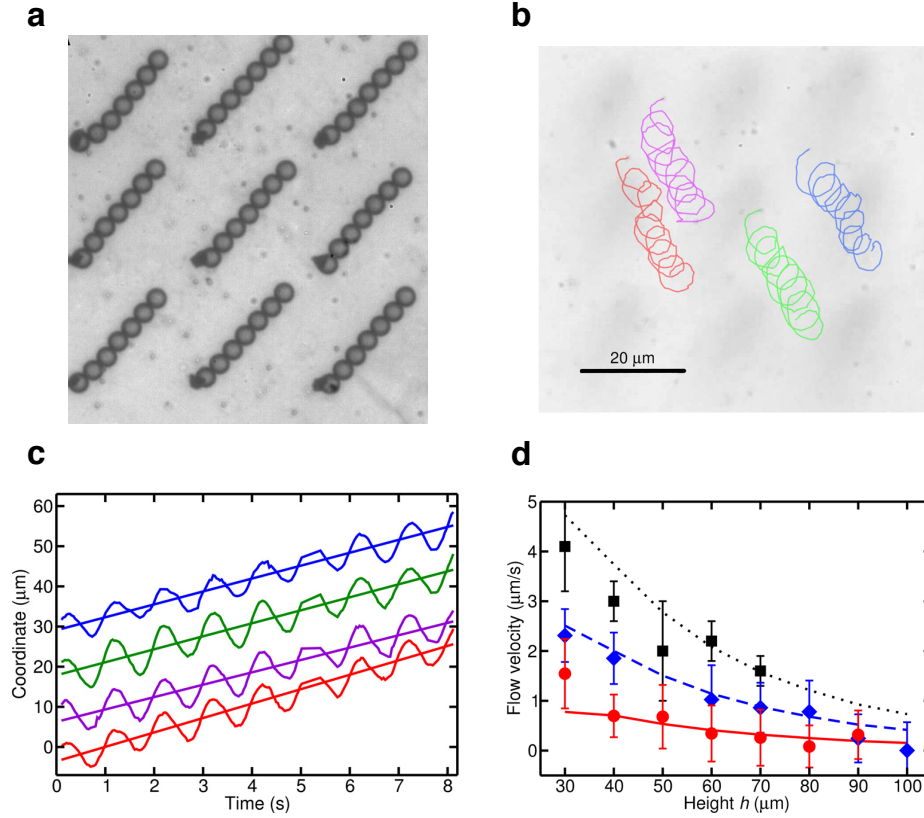 a
b
20 μm
c
60
50
40
30
20
10
0
Coordinate (μm)
0 1 2 3 4 5 6 7 8
Time (s)
d
5
4
3
2
1
0
Flow velocity (μm/s)
30 40 50 60 70 80 90 100
Height h (μm)